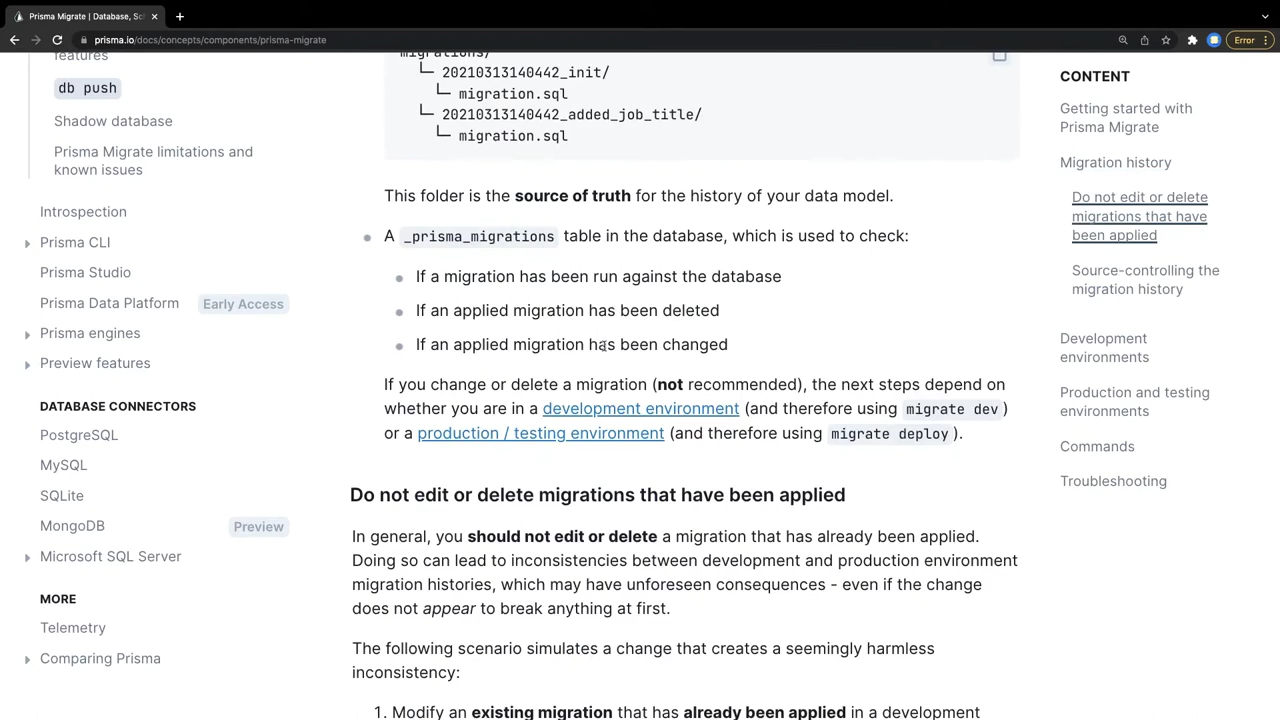 Prisma Migrate | Database, Sc
prisma.io/docs/concepts/components/prisma-migrate
Error
features
db push
Shadow database
Prisma Migrate limitations and
known issues
Introspection
Prisma CLI
Prisma Studio
Prisma Data Platform Early Access
Prisma engines
Preview features
DATABASE CONNECTORS
PostgreSQL
MySQL
SQLite
MongoDB Preview
Microsoft SQL Server
MORE
Telemetry
Comparing Prisma
migrations/
└─ 20210313140442_init/
└─ migration.sql
└─ 20210313140442_added_job_title/
└─ migration.sql
This folder is the source of truth for the history of your data model.
A _prisma_migrations table in the database, which is used to check:
If a migration has been run against the database
If an applied migration has been deleted
If an applied migration has been changed
If you change or delete a migration (not recommended), the next steps depend on
whether you are in a development environment (and therefore using migrate dev )
or a production / testing environment (and therefore using migrate deploy ).
Do not edit or delete migrations that have been applied
In general, you should not edit or delete a migration that has already been applied.
Doing so can lead to inconsistencies between development and production environment
migration histories, which may have unforeseen consequences - even if the change
does not appear to break anything at first.
The following scenario simulates a change that creates a seemingly harmless
inconsistency:
1. Modify an existing migration that has already been applied in a development
CONTENT
Getting started with
Prisma Migrate
Migration history
Do not edit or delete
migrations that have
been applied
Source-controlling the
migration history
Development
environments
Production and testing
environments
Commands
Troubleshooting